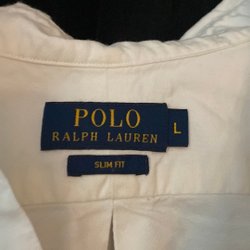 POLO
RALPH LAUREN
L
SLIM FIT